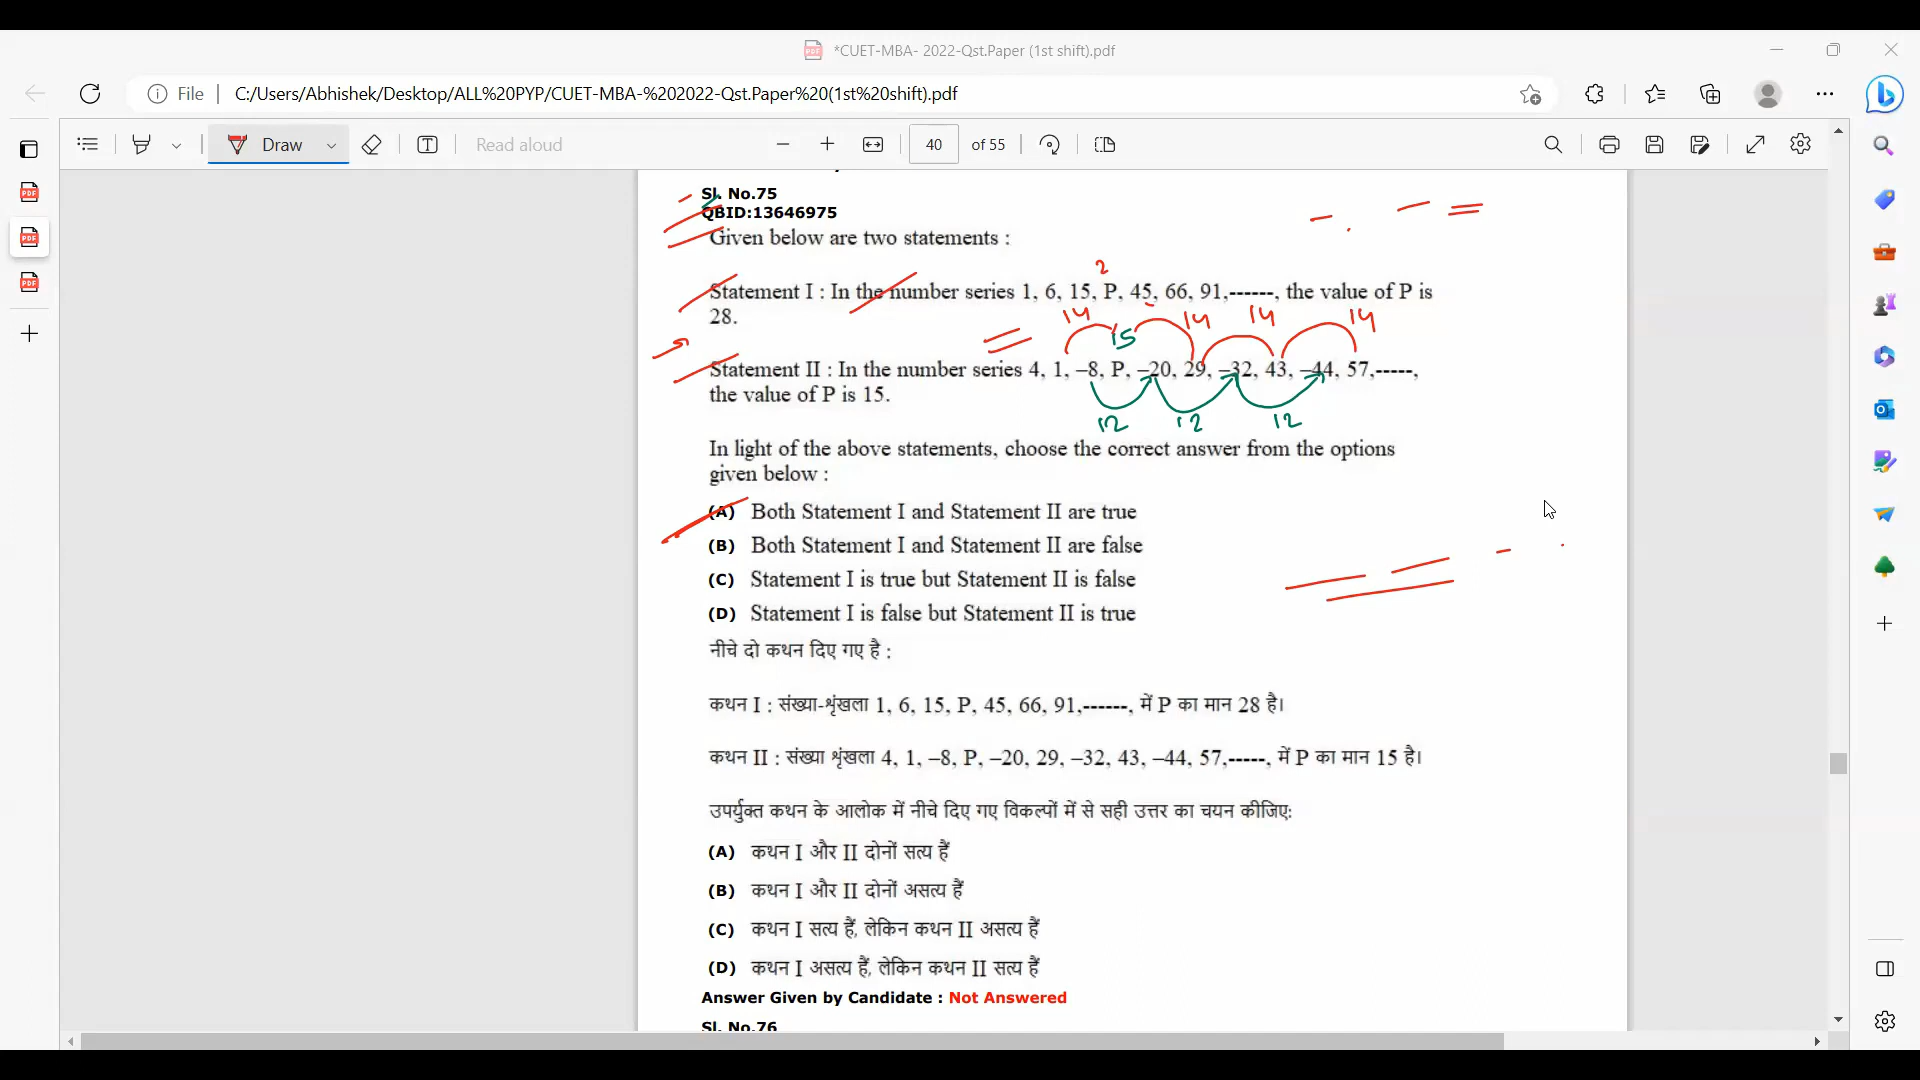 *CUET-MBA- 2022-Qst.Paper (1st shift).pdf
File C:/Users/Abhishek/Desktop/ALL%20PYP/CUET-MBA-%202022-Qst.Paper%20(1st%20shift).pdf
Draw Read aloud 40 of 55
Sl. No.75
QBID:13646975
Given below are two statements :
2
Statement I : In the number series 1, 6, 15, P, 45, 66, 91,------, the value of P is
28.
14 14 14 14
15
Statement II : In the number series 4, 1, –8, P, –20, 29, –32, 43, –44, 57,-----,
the value of P is 15.
12 12 12
In light of the above statements, choose the correct answer from the options
given below :
(A) Both Statement I and Statement II are true
(B) Both Statement I and Statement II are false
(C) Statement I is true but Statement II is false
(D) Statement I is false but Statement II is true
नीचे दो कथन दिए गए है :
कथन I : संख्या-शृंखला 1, 6, 15, P, 45, 66, 91,------, में P का मान 28 है।
कथन II : संख्या शृंखला 4, 1, –8, P, –20, 29, –32, 43, –44, 57,-----, में P का मान 15 है।
उपर्युक्त कथन के आलोक में नीचे दिए गए विकल्पों में से सही उत्तर का चयन कीजिए:
(A) कथन I और II दोनों सत्य हैं
(B) कथन I और II दोनों असत्य हैं
(C) कथन I सत्य हैं, लेकिन कथन II असत्य हैं
(D) कथन I असत्य हैं, लेकिन कथन II सत्य हैं
Answer Given by Candidate : Not Answered
Sl. No.76